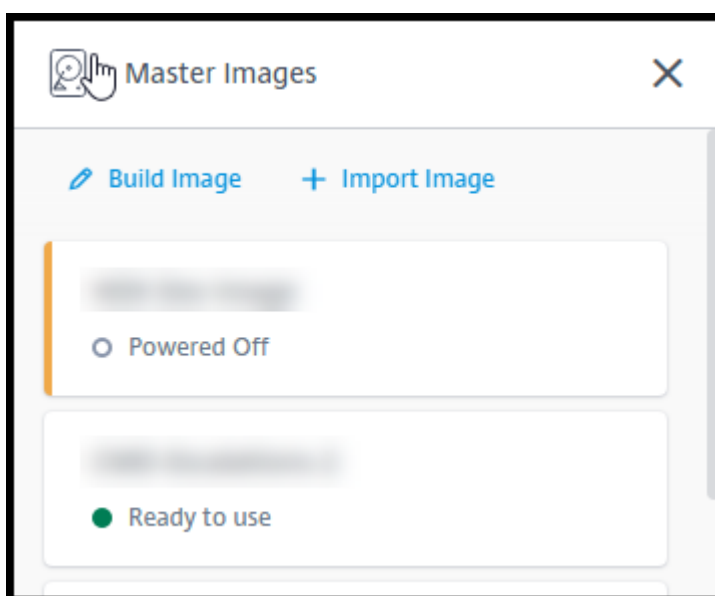 Master Images
Build Image
Import Image
Powered Off
Ready to use